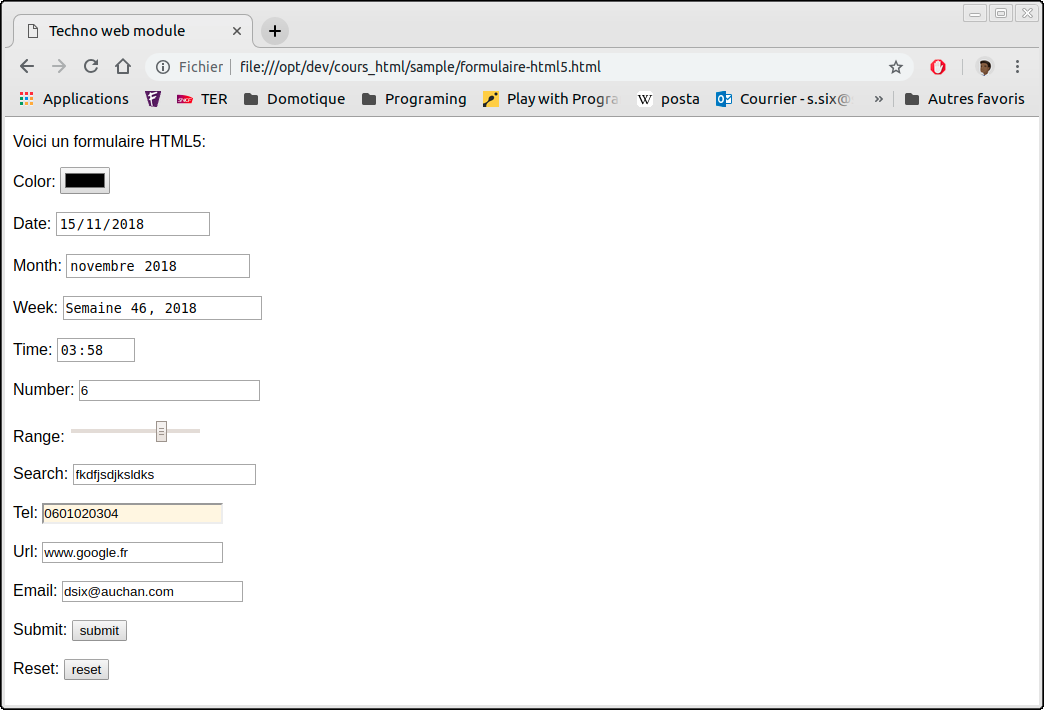 Techno web module
Fichier file:///opt/dev/cours_html/sample/formulaire-html5.html
Applications SNCF TER Domotique Programing Play with Progra W posta Courrier - s.six@ » Autres favoris
Voici un formulaire HTML5:
Color:
Date: 15/11/2018
Month: novembre 2018
Week: Semaine 46, 2018
Time: 03:58
Number: 6
Range:
Search: fkdfjsdjksldks
Tel: 0601020304
Url: www.google.fr
Email: dsix@auchan.com
Submit: submit
Reset: reset